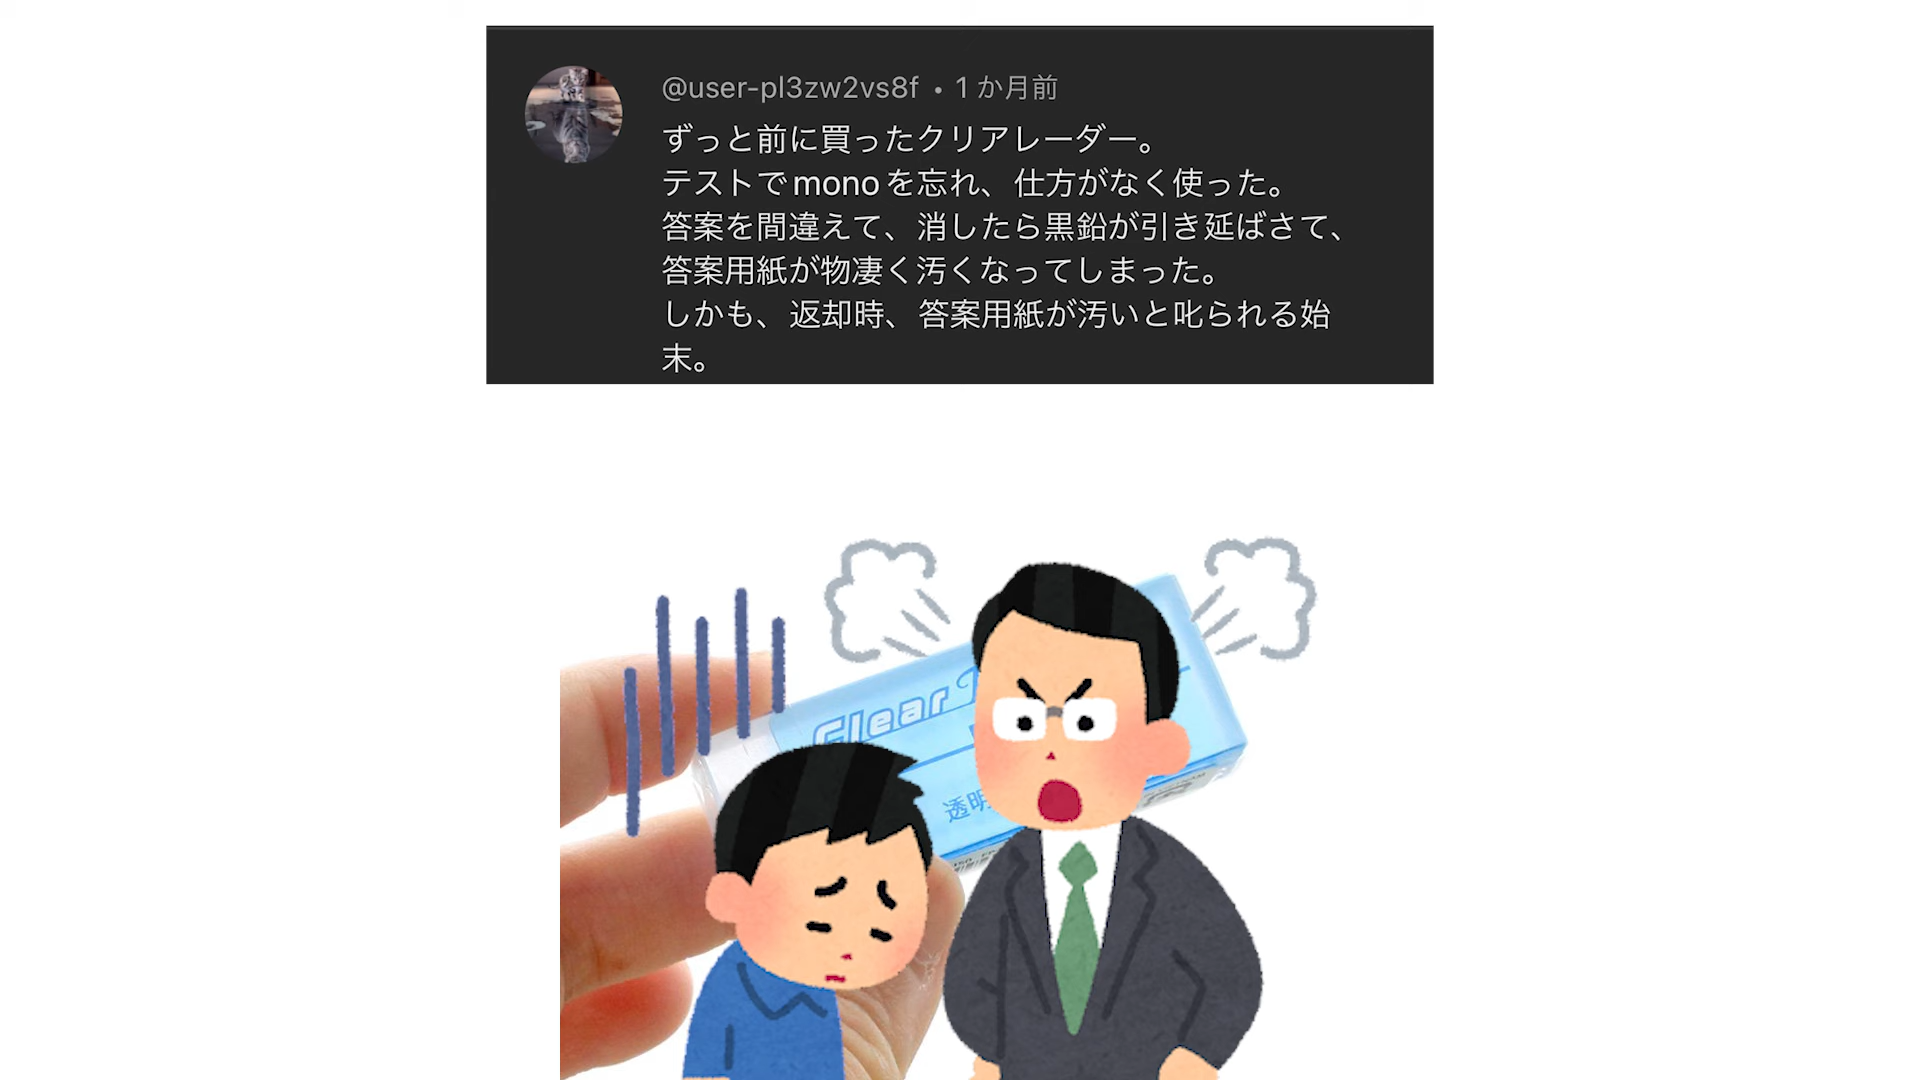 @user-pl3zw2vs8f • 1か月前
ずっと前に買ったクリアレーダー。
テストでmonoを忘れ、仕方がなく使った。
答案を間違えて、消したら黒鉛が引き延ばさて、
答案用紙が物凄く汚くなってしまった。
しかも、返却時、答案用紙が汚いと叱られる始
末。
Clear
透明